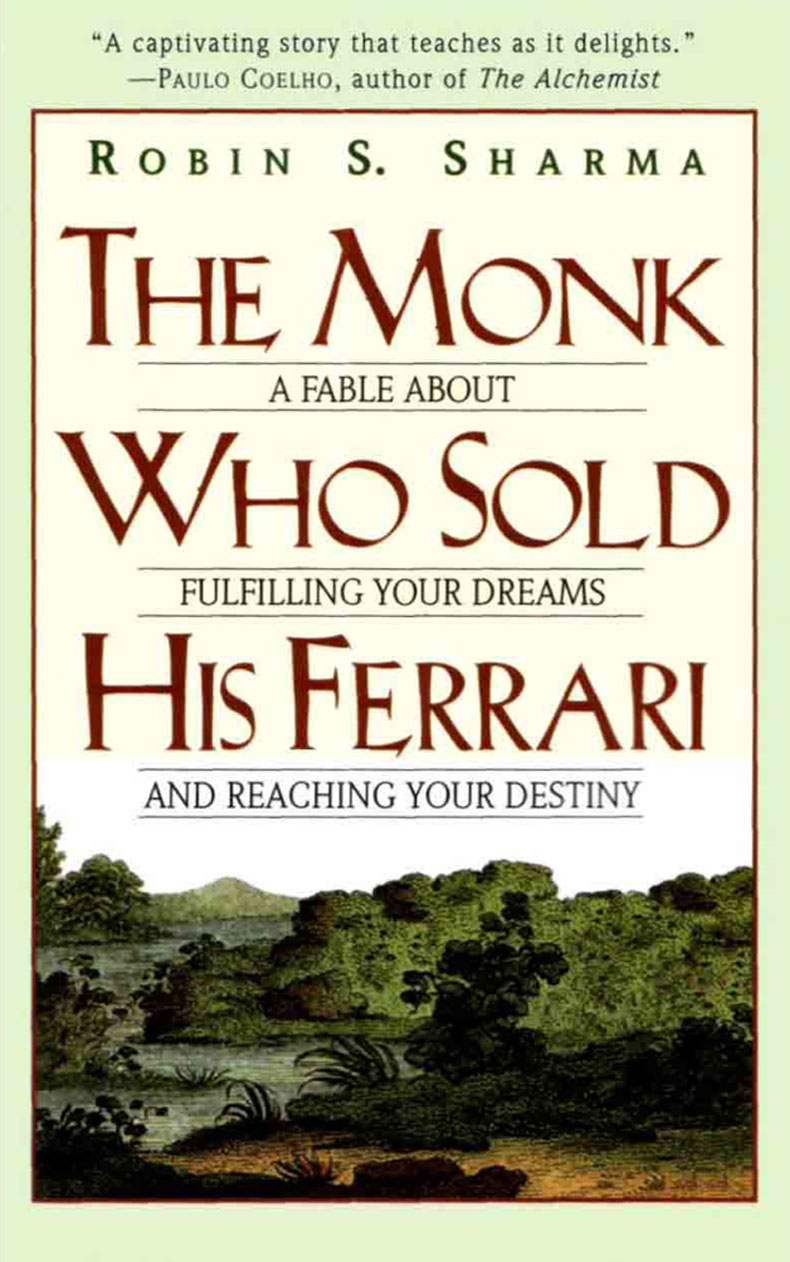 “A captivating story that teaches as it delights.”
—PAULO COELHO, author of The Alchemist
ROBIN S. SHARMA
THE MONK
A FABLE ABOUT
WHO SOLD
FULFILLING YOUR DREAMS
HIS FERRARI
AND REACHING YOUR DESTINY